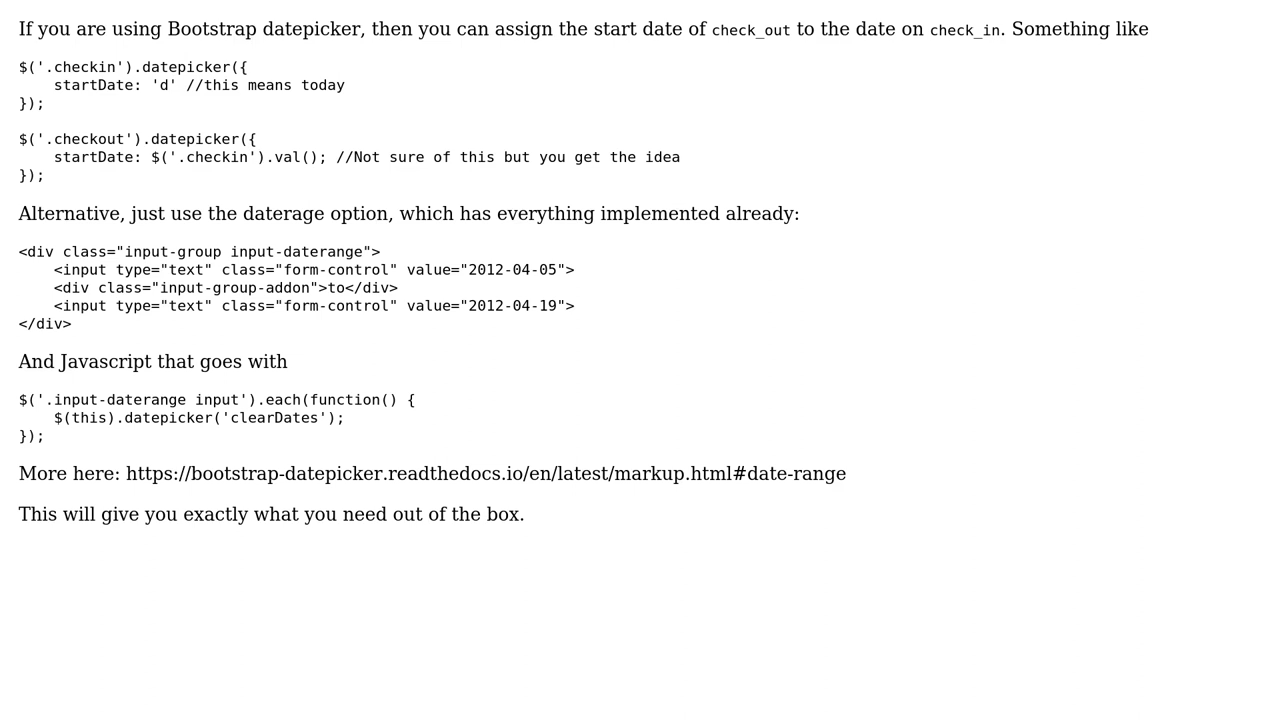 If you are using Bootstrap datepicker, then you can assign the start date of check_out to the date on check_in. Something like
$('.checkin').datepicker({
    startDate: 'd' //this means today
});
$('.checkout').datepicker({
    startDate: $('.checkin').val(); //Not sure of this but you get the idea
});
Alternative, just use the daterage option, which has everything implemented already:
<div class="input-group input-daterange">
    <input type="text" class="form-control" value="2012-04-05">
    <div class="input-group-addon">to</div>
    <input type="text" class="form-control" value="2012-04-19">
</div>
And Javascript that goes with
$('.input-daterange input').each(function() {
    $(this).datepicker('clearDates');
});
More here: https://bootstrap-datepicker.readthedocs.io/en/latest/markup.html#date-range
This will give you exactly what you need out of the box.